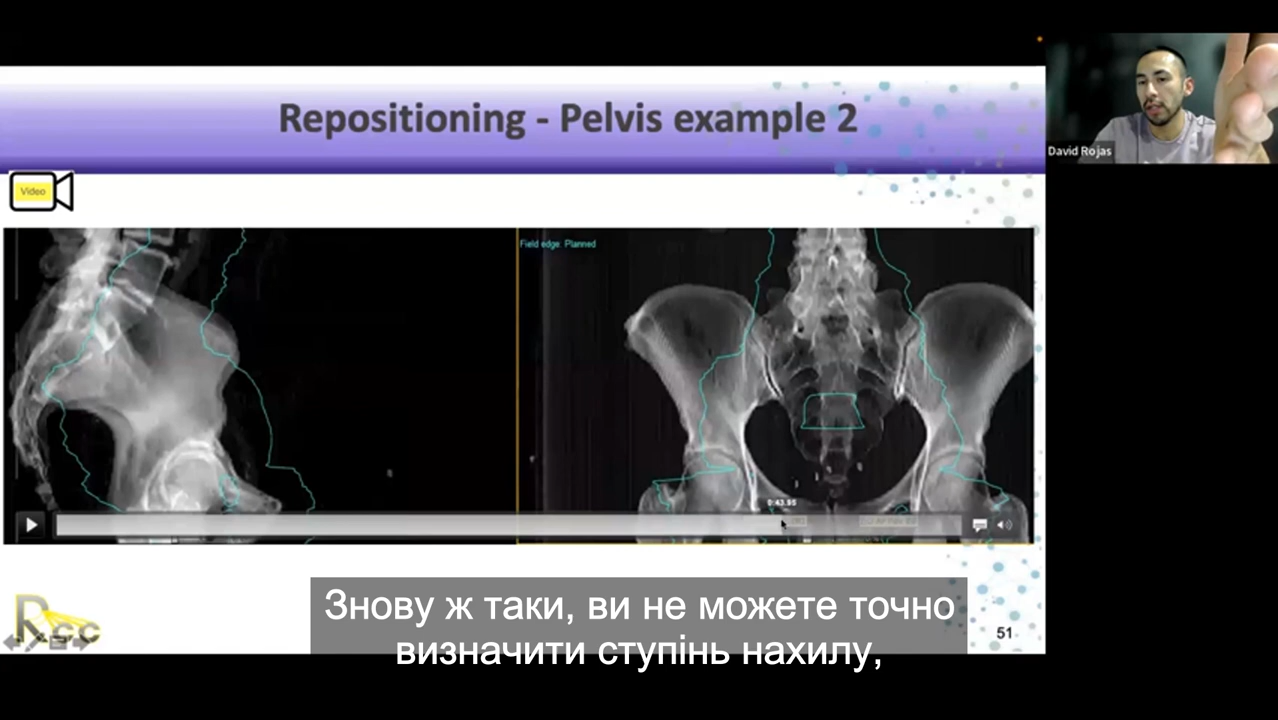 Repositioning - Pelvis example 2
David Rojas
Video
Field edge: Planned
0:43.95
Rcc
51
Знову ж таки, ви не можете точно
визначити ступінь нахилу,